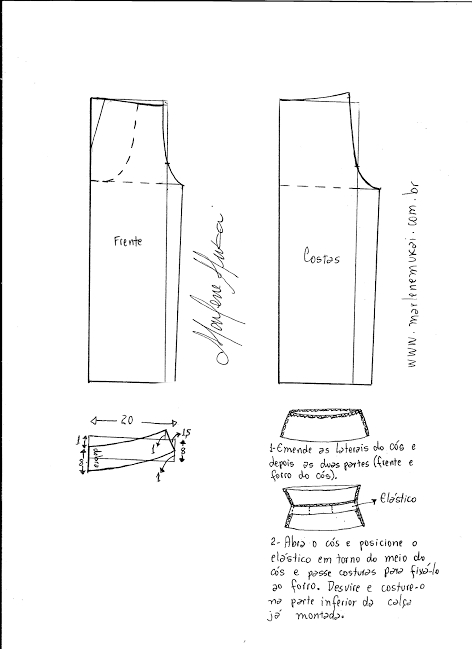 Frente
Costas
Marlene Mukai
www.marlenemukai.com.br
20
1
8
dobra
1
1,5
8
1
1-Emende as laterais do cós e
depois as duas partes (frente e
forro do cós).
Elástico
2- Abra o cós e posicione o
elástico em torno do meio do
cós e passe costuras para fixá-lo
ao forro. Desvire e costure-o
na parte inferior da calça
já montada.